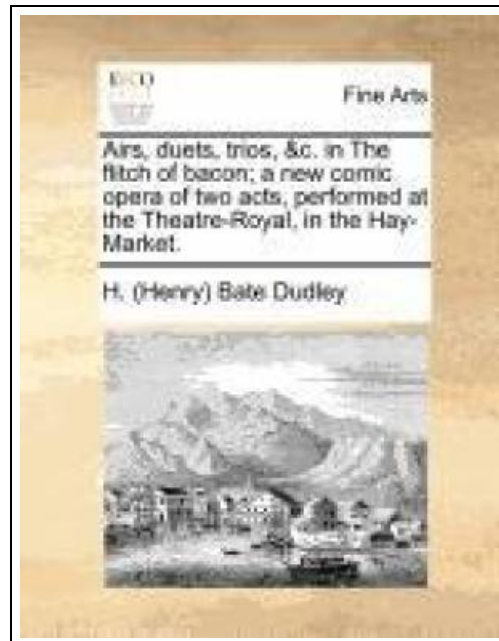 ECCO
Fine Arts
Airs, duets, trios, &c. in The
flitch of bacon; a new comic
opera of two acts, performed at
the Theatre-Royal, in the Hay-
Market.
H. (Henry) Bate Dudley